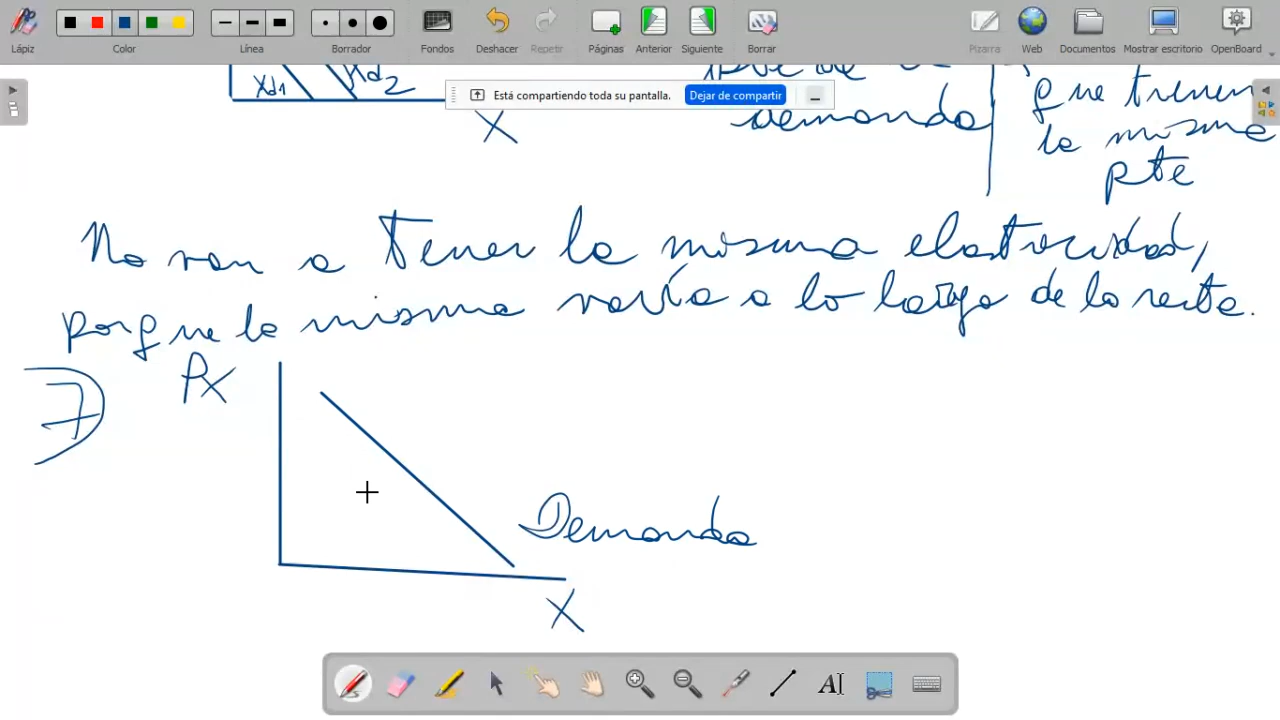 Lápiz Color Línea Borrador Fondos Deshacer Repetir Páginas Anterior Siguiente Borrar Pizarra Web Documentos Mostrar escritorio OpenBoard
Está compartiendo toda su pantalla. Dejar de compartir
Xd1 Xd2
X
demanda
que tienen
la misma
pte
No van a tener la misma elasticidad,
porque la misma varía a lo largo de la recta.
7)
PX
Demanda
X